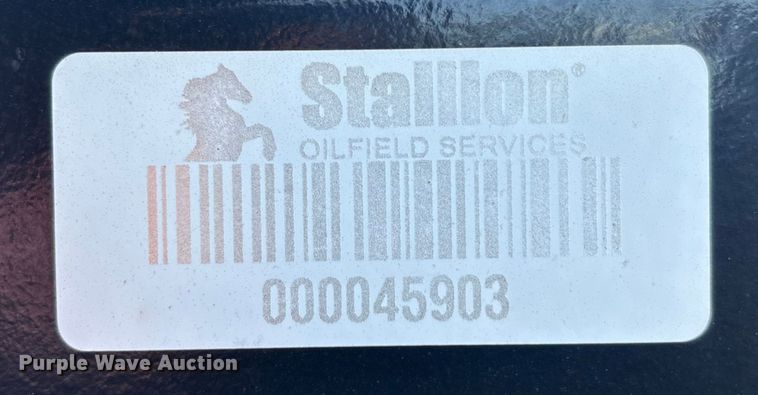 Stallion®
OILFIELD SERVICES
000045903
Purple Wave Auction